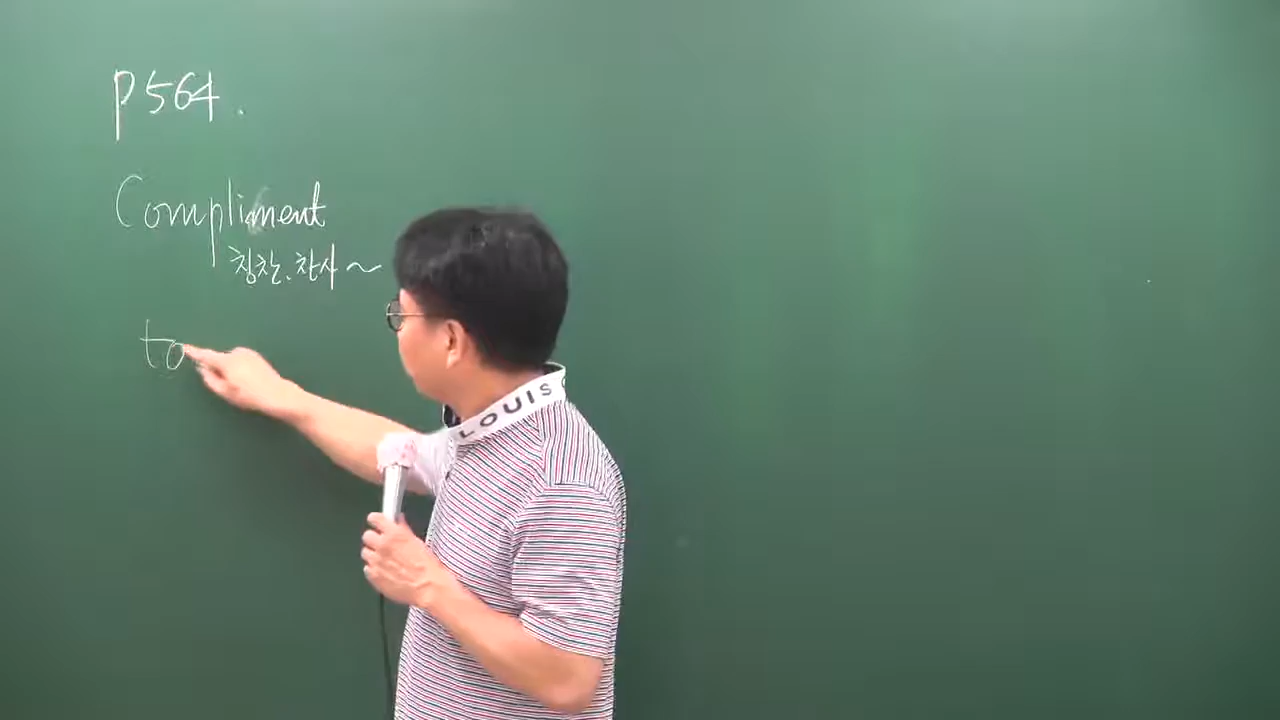 p564.
Compliment
칭찬、찬사~
to
LOUIS